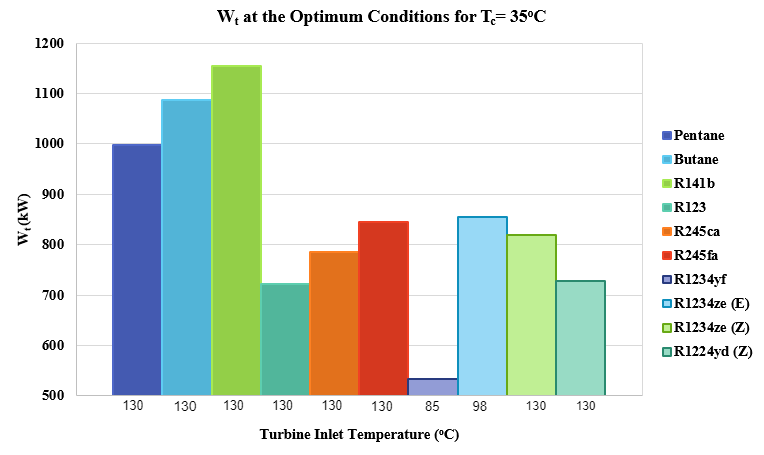 Wt at the Optimum Conditions for Tc= 35oC
1200
1100
1000
900
800
700
600
500
Wt(kW)
130 130 130 130 130 130 85 98 130 130
Turbine Inlet Temperature (oC)
Pentane
Butane
R141b
R123
R245ca
R245fa
R1234yf
R1234ze (E)
R1234ze (Z)
R1224yd (Z)